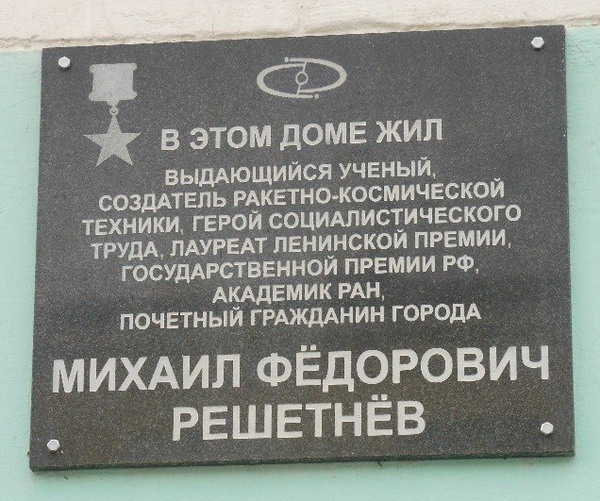 В ЭТОМ ДОМЕ ЖИЛ
ВЫДАЮЩИЙСЯ УЧЕНЫЙ,
СОЗДАТЕЛЬ РАКЕТНО-КОСМИЧЕСКОЙ
ТЕХНИКИ, ГЕРОЙ СОЦИАЛИСТИЧЕСКОГО
ТРУДА, ЛАУРЕАТ ЛЕНИНСКОЙ ПРЕМИИ,
ГОСУДАРСТВЕННОЙ ПРЕМИИ РФ,
АКАДЕМИК РАН,
ПОЧЕТНЫЙ ГРАЖДАНИН ГОРОДА
МИХАИЛ ФЁДОРОВИЧ
РЕШЕТНЁВ